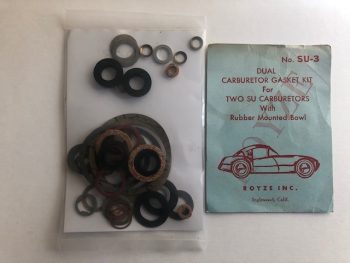 No. SU-3
DUAL
CARBURETOR GASKET KIT
For
TWO SU CARBURETORS
With
Rubber Mounted Bowl
ROYZE INC.
Inglewood, Calif.